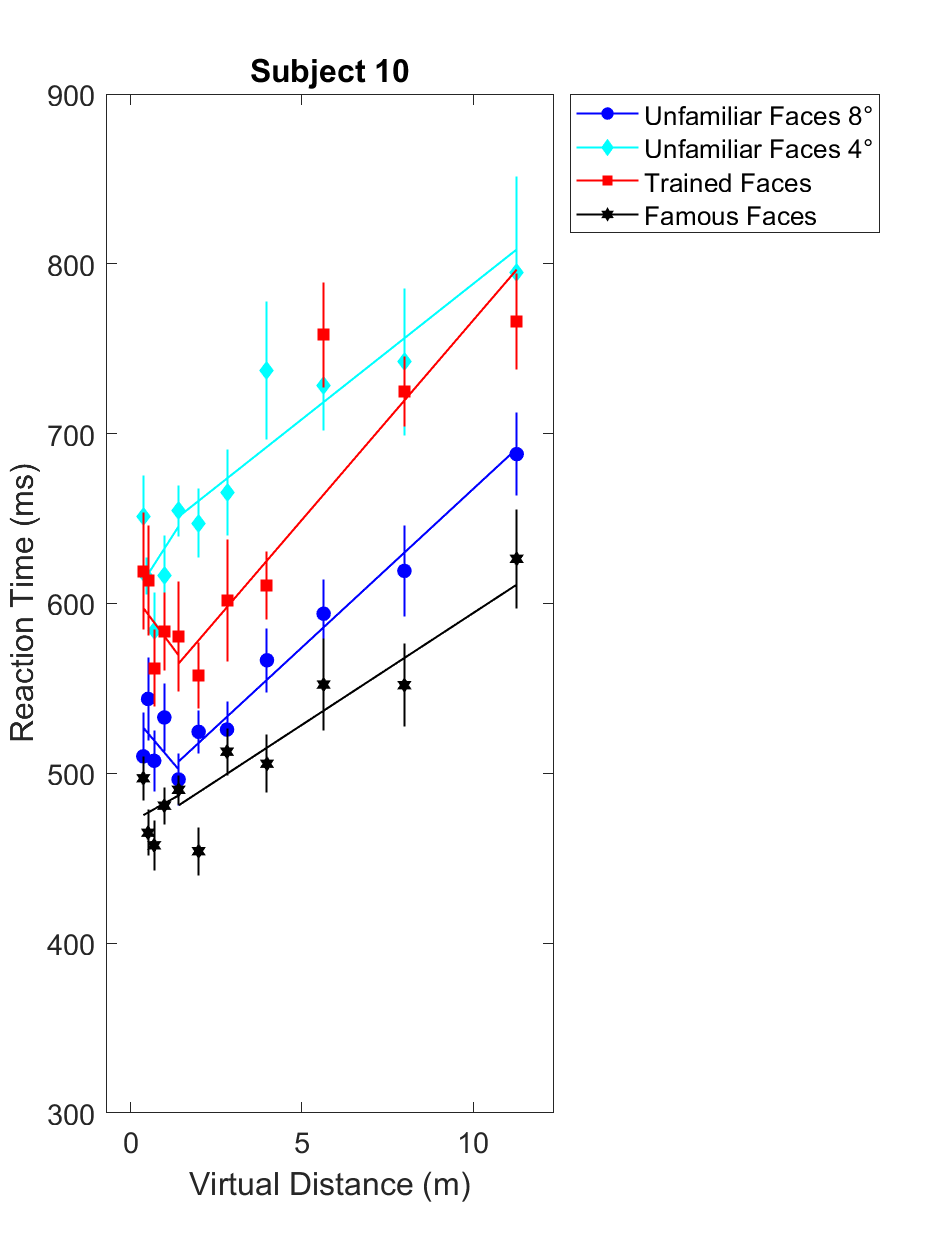 Subject 10
900
800
700
600
500
400
300
0 5 10
Reaction Time (ms)
Virtual Distance (m)
Unfamiliar Faces 8°
Unfamiliar Faces 4°
Trained Faces
Famous Faces